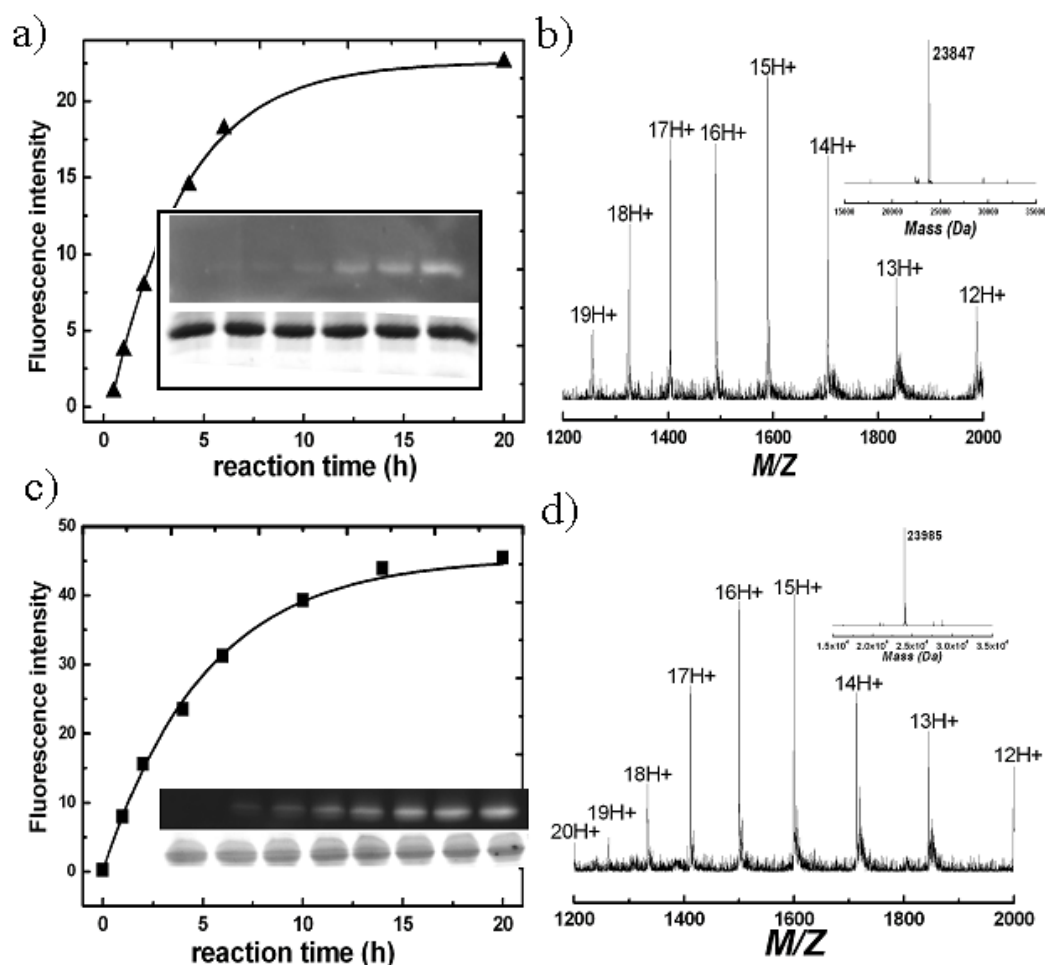 a)
Fluorescence intensity
20
15
10
5
0
0
5
10
15
20
reaction time (h)
b)
15H+
17H+
16H+
14H+
18H+
13H+
12H+
19H+
1200
1400
1600
1800
2000
M/Z
23847
15000
20000
25000
30000
35000
Mass (Da)
c)
Fluorescence intensity
50
40
30
20
10
0
0
5
10
15
20
reaction time (h)
d)
16H+
15H+
17H+
14H+
13H+
12H+
18H+
19H+
20H+
1200
1400
1600
1800
2000
M/Z
23985
1.5x10⁴
2.0x10⁴
2.5x10⁴
3.0x10⁴
3.5x10⁴
Mass (Da)